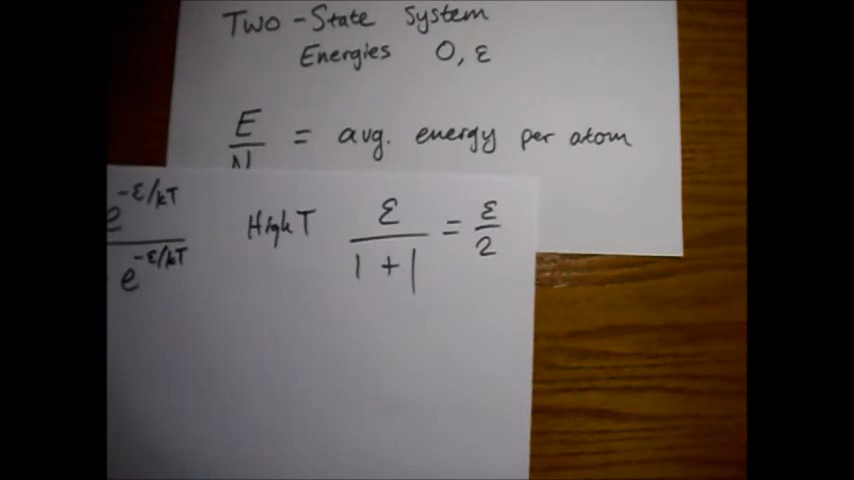 Two-State System
Energies 0, ε
E/N = avg. energy per atom
e^-ε/kT
e^-ε/kT
High T ε/(1+1) = ε/2